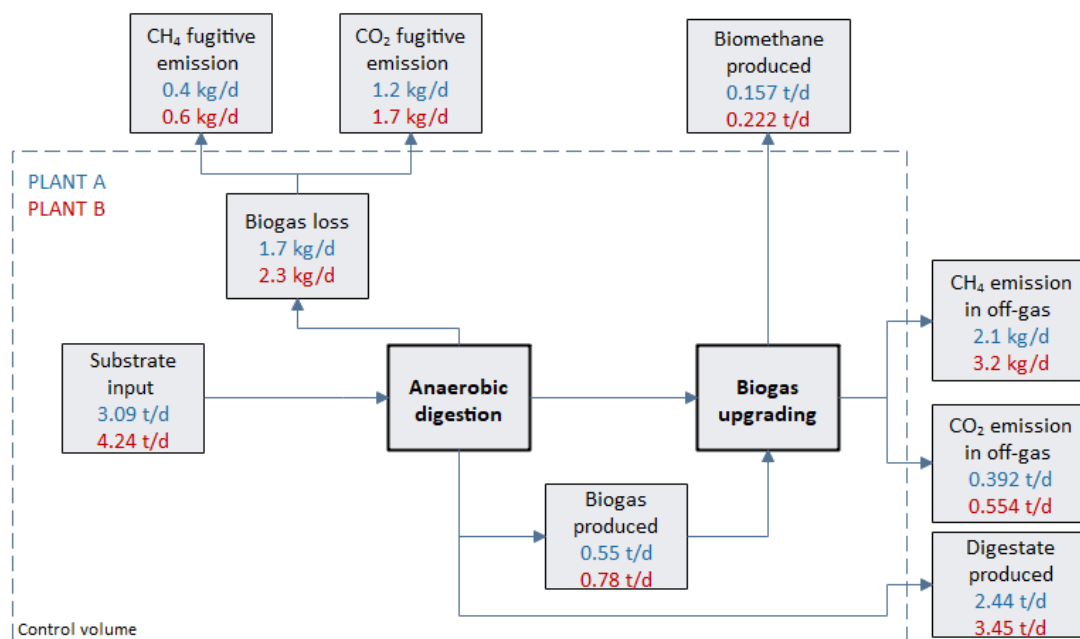 CH₄ fugitive
emission
0.4 kg/d
0.6 kg/d
CO₂ fugitive
emission
1.2 kg/d
1.7 kg/d
Biomethane
produced
0.157 t/d
0.222 t/d
PLANT A
PLANT B
Biogas loss
1.7 kg/d
2.3 kg/d
CH₄ emission
in off-gas
2.1 kg/d
3.2 kg/d
Substrate
input
3.09 t/d
4.24 t/d
Anaerobic
digestion
Biogas
upgrading
CO₂ emission
in off-gas
0.392 t/d
0.554 t/d
Biogas
produced
0.55 t/d
0.78 t/d
Digestate
produced
2.44 t/d
3.45 t/d
Control volume